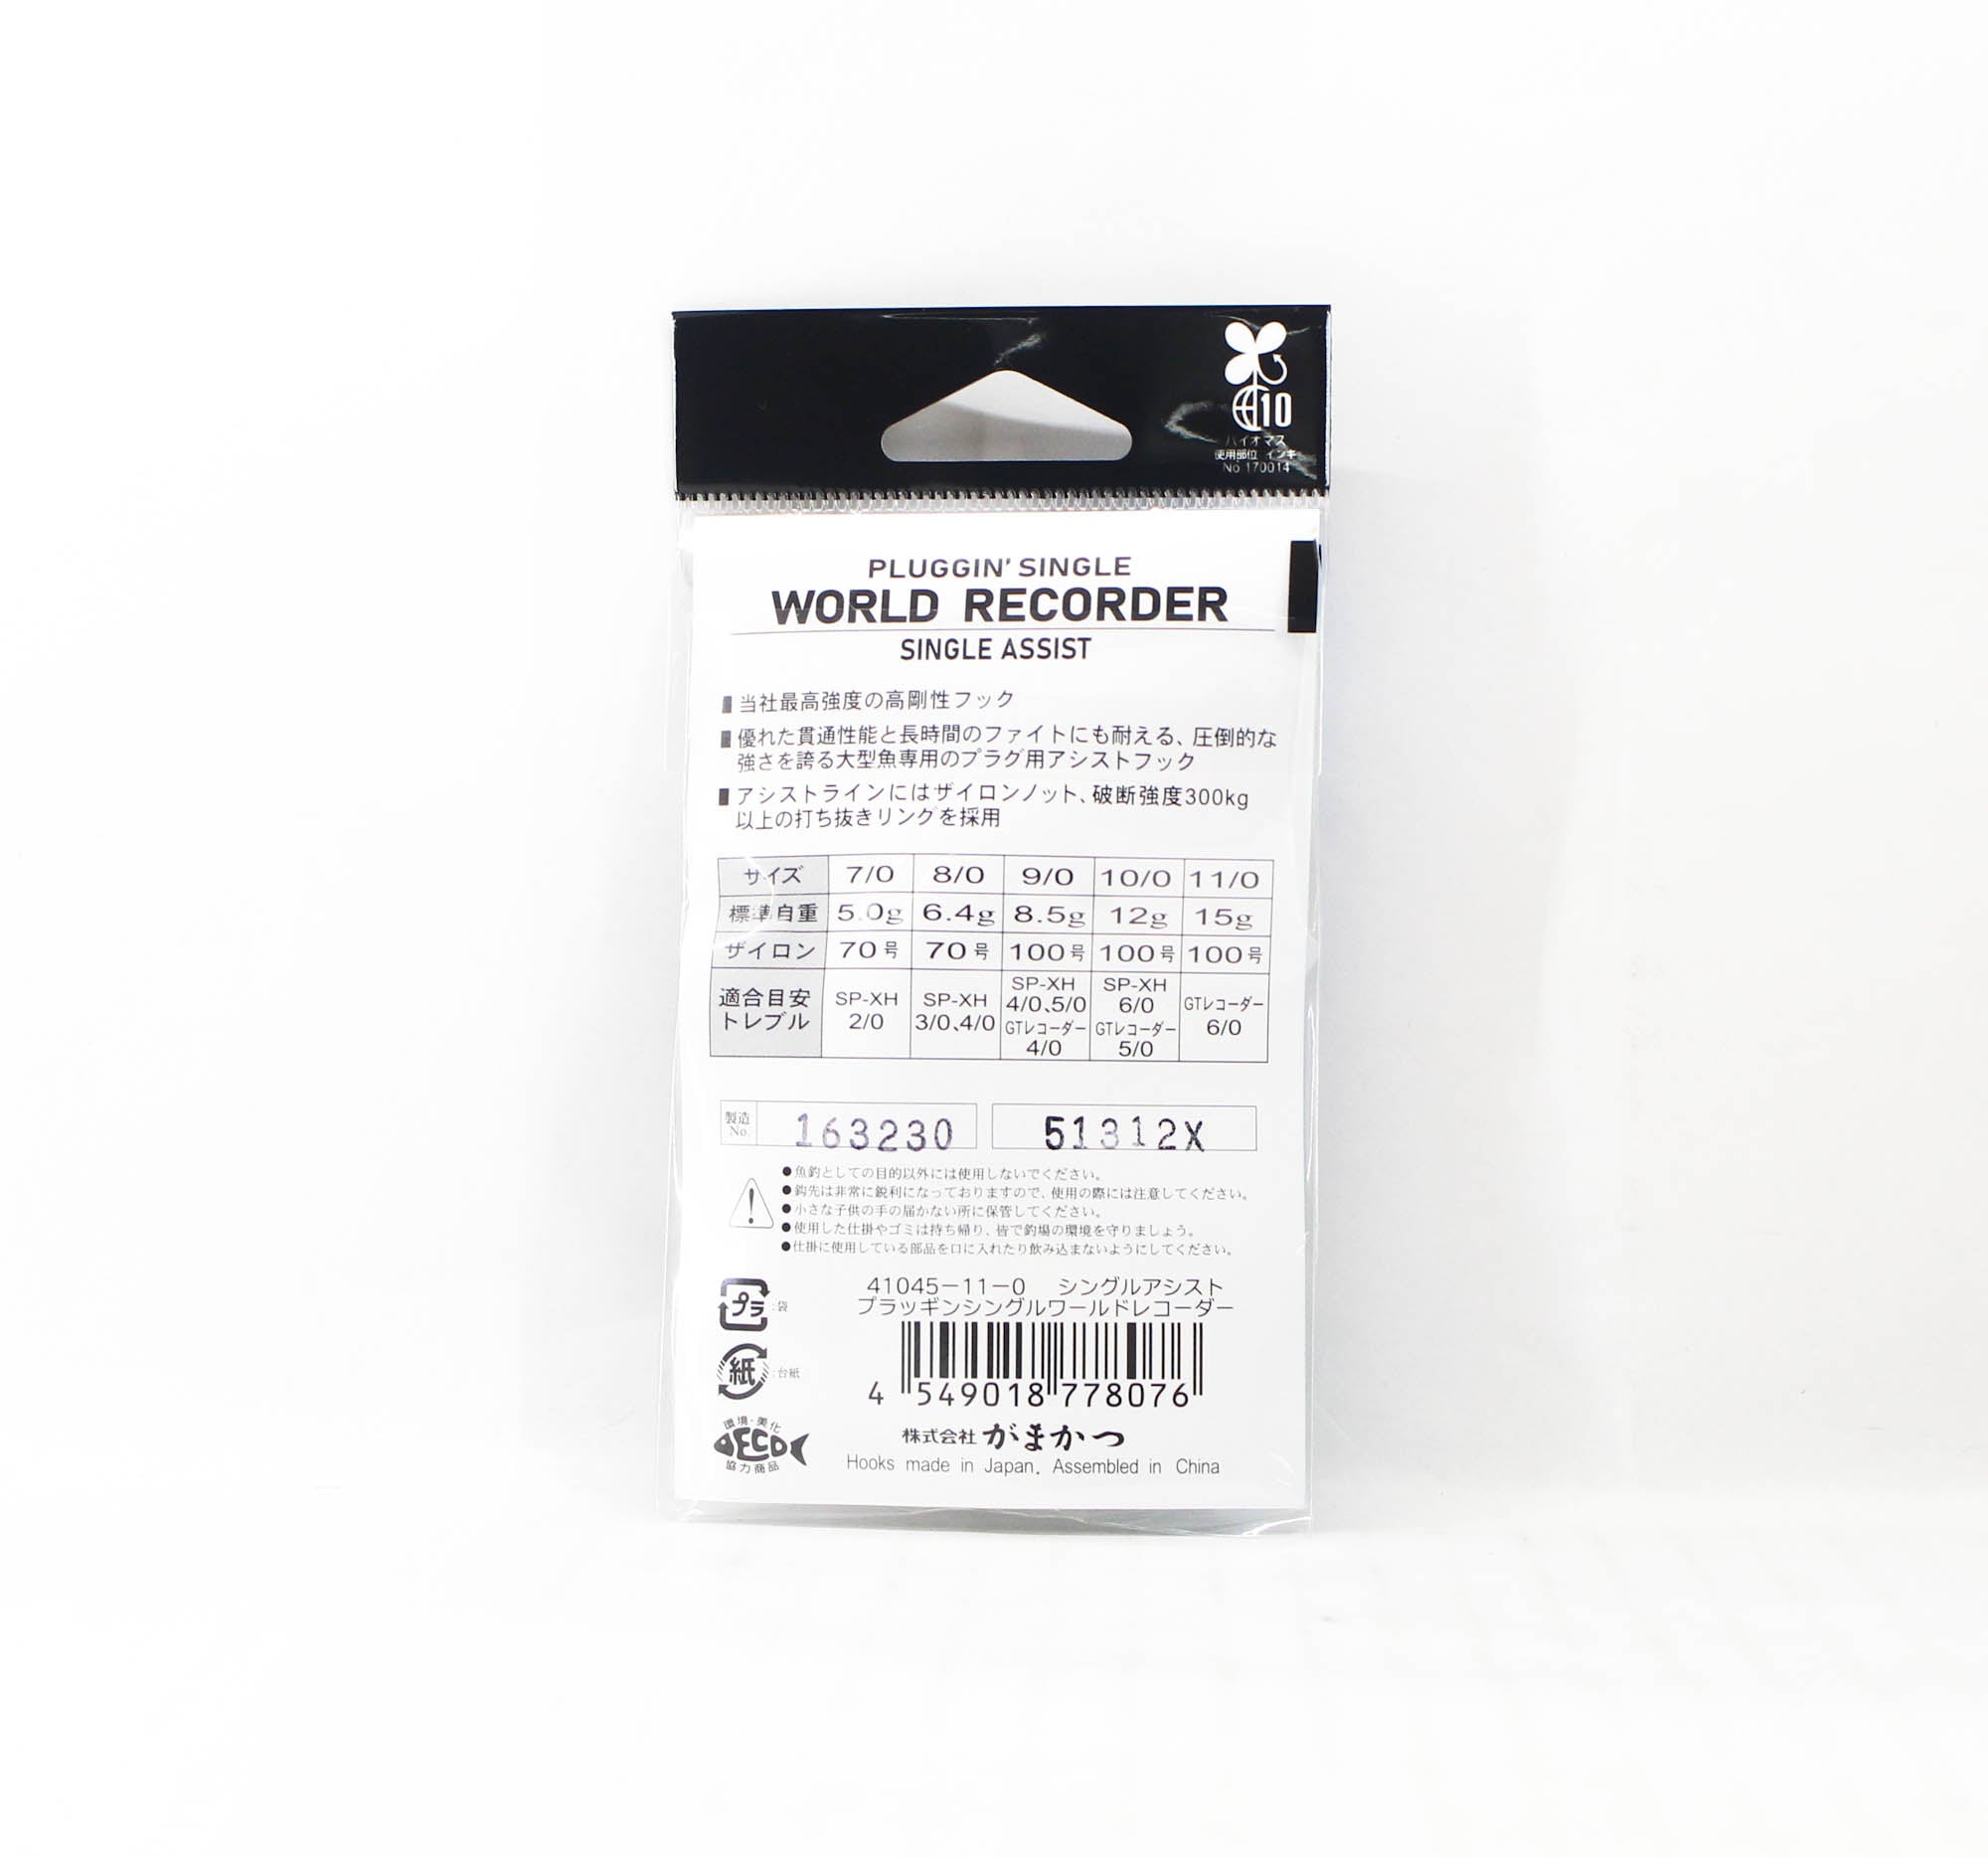 10
バイオマス
使用部位 インキ
No 170014
PLUGGIN' SINGLE
WORLD RECORDER
SINGLE ASSIST
■当社最高強度の高剛性フック
■優れた貫通性能と長時間のファイトにも耐える、圧倒的な
強さを誇る大型魚専用のプラグ用アシストフック
■アシストラインにはザイロンノット、破断強度300kg
以上の打ち抜きリングを採用
サイズ 7/0 8/0 9/0 10/0 11/0
標準自重 5.0g 6.4g 8.5g 12g 15g
ザイロン 70号 70号 100号 100号 100号
適合目安 トレブル SP-XH 2/0 SP-XH 3/0、4/0 SP-XH 4/0、5/0 GTレコーダー 4/0 SP-XH 6/0 GTレコーダー 5/0 GTレコーダー 6/0
製造No. 163230 51312X
●魚釣としての目的以外には使用しないでください。
●鈎先は非常に鋭利になっておりますので、使用の際には注意してください。
●小さな子供の手の届かない所に保管してください。
●使用した仕掛やゴミは持ち帰り、皆で釣場の環境を守りましょう。
●仕掛に使用している部品を口に入れたり飲み込まないようにしてください。
プラ :袋
紙 :台紙
環境・美化
ECO
協力商品
41045-11-0 シングルアシスト
プラッギンシングルワールドレコーダー
4 549018 778076
株式会社 がまかつ
Hooks made in Japan. Assembled in China